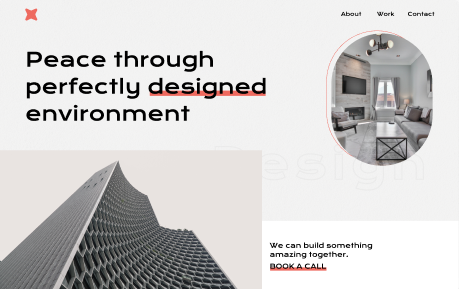 About Work Contact
Peace through
perfectly designed
environment
Design
We can build something
amazing together.
BOOK A CALL